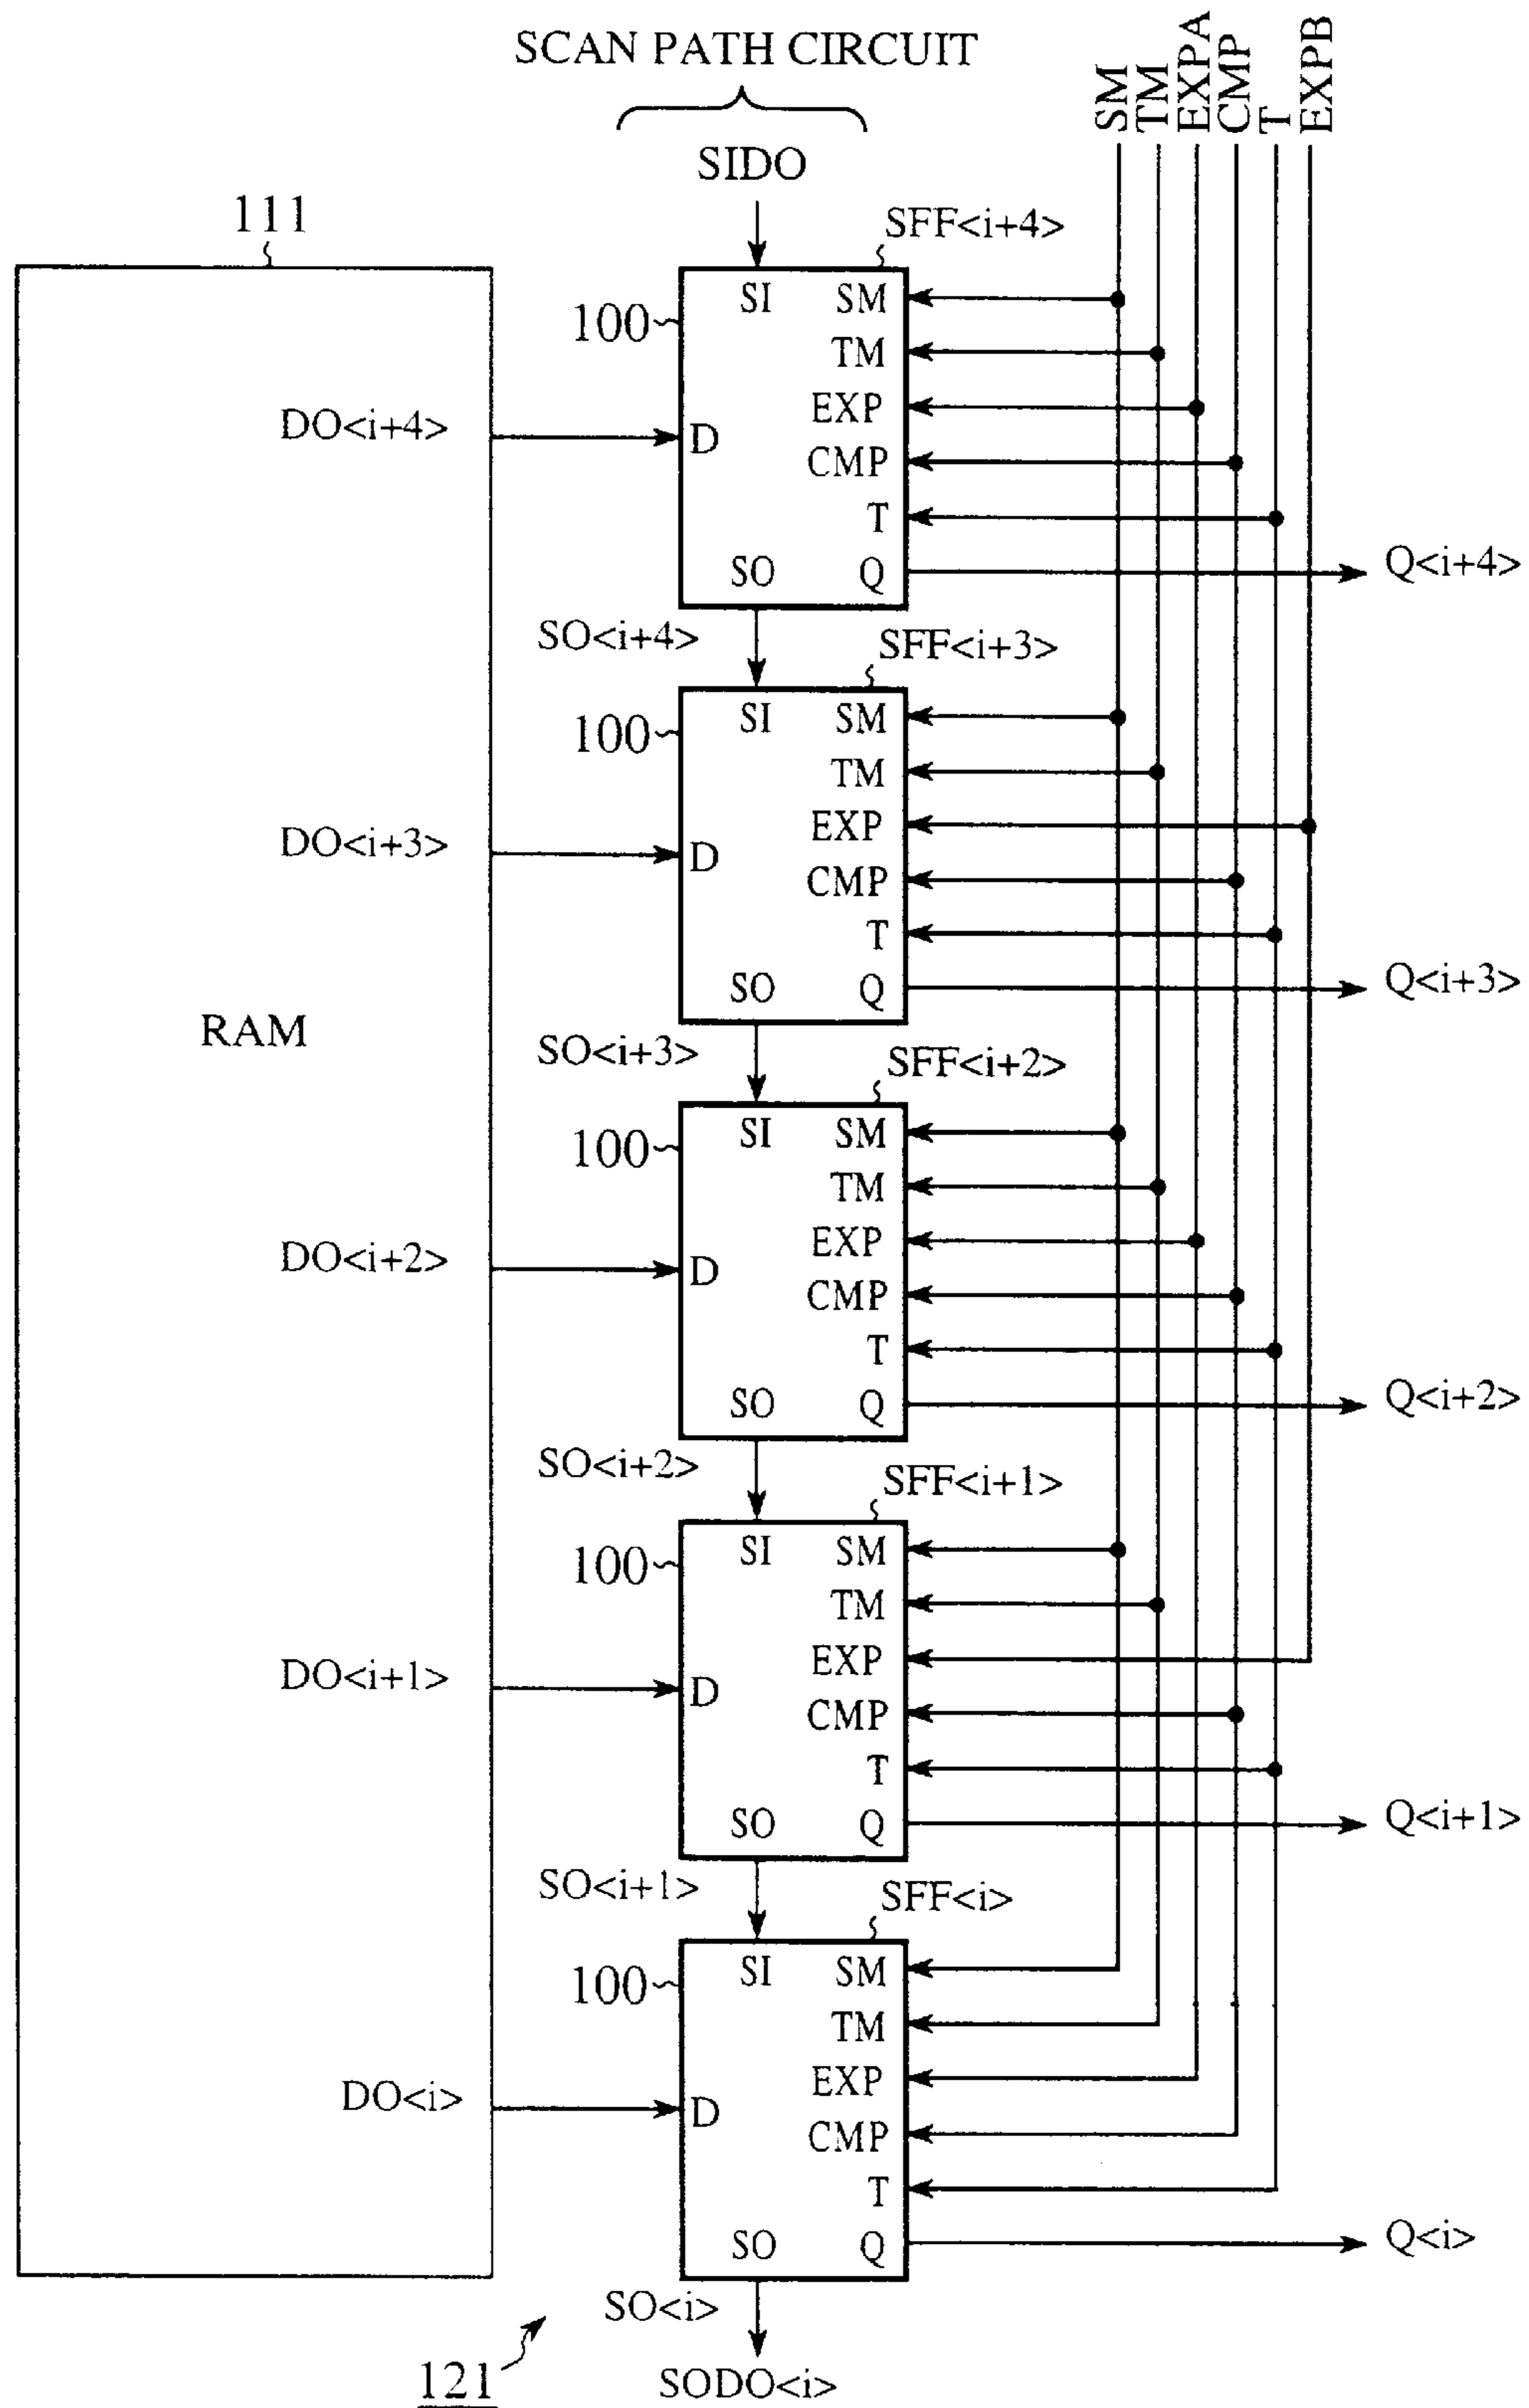 SCAN PATH CIRCUIT
SM
TM
EXPA
CMP
T
EXPB
SIDO
111
SFF<i+4>
100
SI SM
TM
EXP
DO<i+4>
D
CMP
T
SO Q
Q<i+4>
SO<i+4>
SFF<i+3>
100
SI SM
TM
EXP
DO<i+3>
D
CMP
T
SO Q
Q<i+3>
RAM
SO<i+3>
SFF<i+2>
100
SI SM
TM
EXP
DO<i+2>
D
CMP
T
SO Q
Q<i+2>
SO<i+2>
SFF<i+1>
100
SI SM
TM
EXP
DO<i+1>
D
CMP
T
SO Q
Q<i+1>
SO<i+1>
SFF<i>
100
SI SM
TM
EXP
DO<i>
D
CMP
T
SO Q
Q<i>
SO<i>
121
SODO<i>